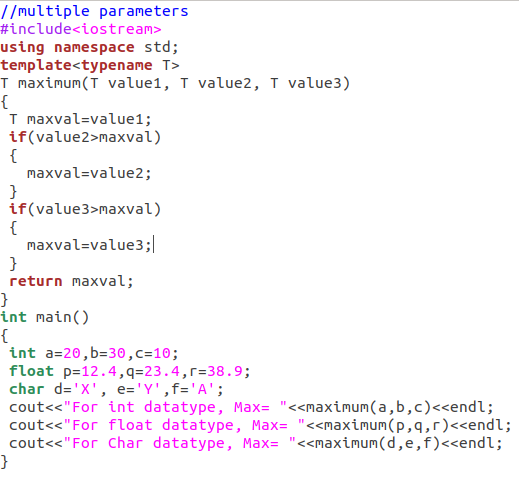 //multiple parameters
#include<iostream>
using namespace std;
template<typename T>
T maximum(T value1, T value2, T value3)
{
 T maxval=value1;
 if(value2>maxval)
 {
   maxval=value2;
 }
 if(value3>maxval)
 {
   maxval=value3;
 }
 return maxval;
}
int main()
{
 int a=20,b=30,c=10;
 float p=12.4,q=23.4,r=38.9;
 char d='X', e='Y',f='A';
 cout<<"For int datatype, Max= "<<maximum(a,b,c)<<endl;
 cout<<"For float datatype, Max= "<<maximum(p,q,r)<<endl;
 cout<<"For Char datatype, Max= "<<maximum(d,e,f)<<endl;
}